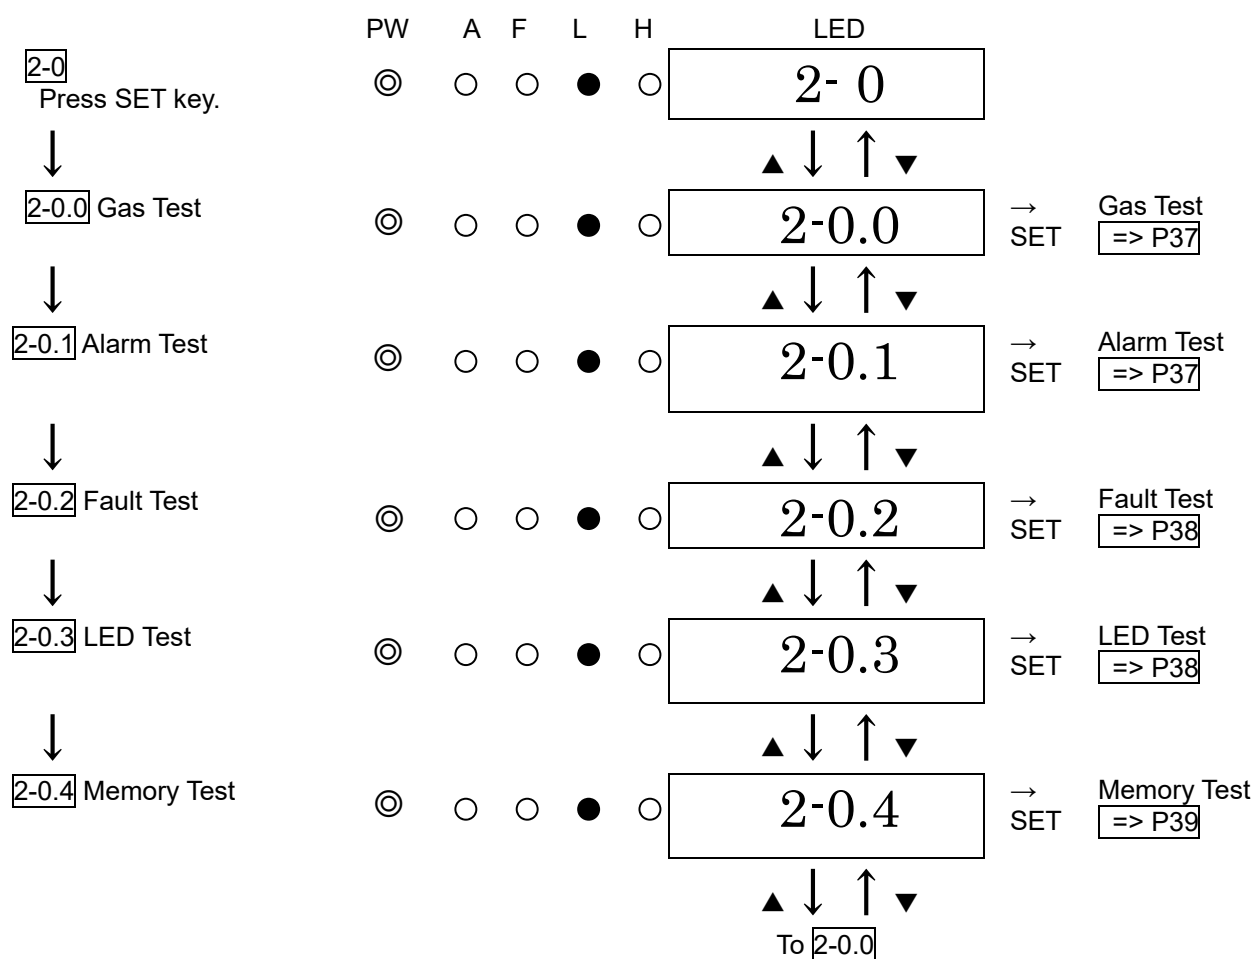 PW A F L H LED
2-0
2- 0
Press SET key.
▲ ↓ ↑ ▼
2-0.0 Gas Test
2-0.0
→ Gas Test
SET => P37
▲ ↓ ↑ ▼
2-0.1 Alarm Test
2-0.1
→ Alarm Test
SET => P37
▲ ↓ ↑ ▼
2-0.2 Fault Test
2-0.2
→ Fault Test
SET => P38
▲ ↓ ↑ ▼
2-0.3 LED Test
2-0.3
→ LED Test
SET => P38
▲ ↓ ↑ ▼
2-0.4 Memory Test
2-0.4
→ Memory Test
SET => P39
▲ ↓ ↑ ▼
To 2-0.0